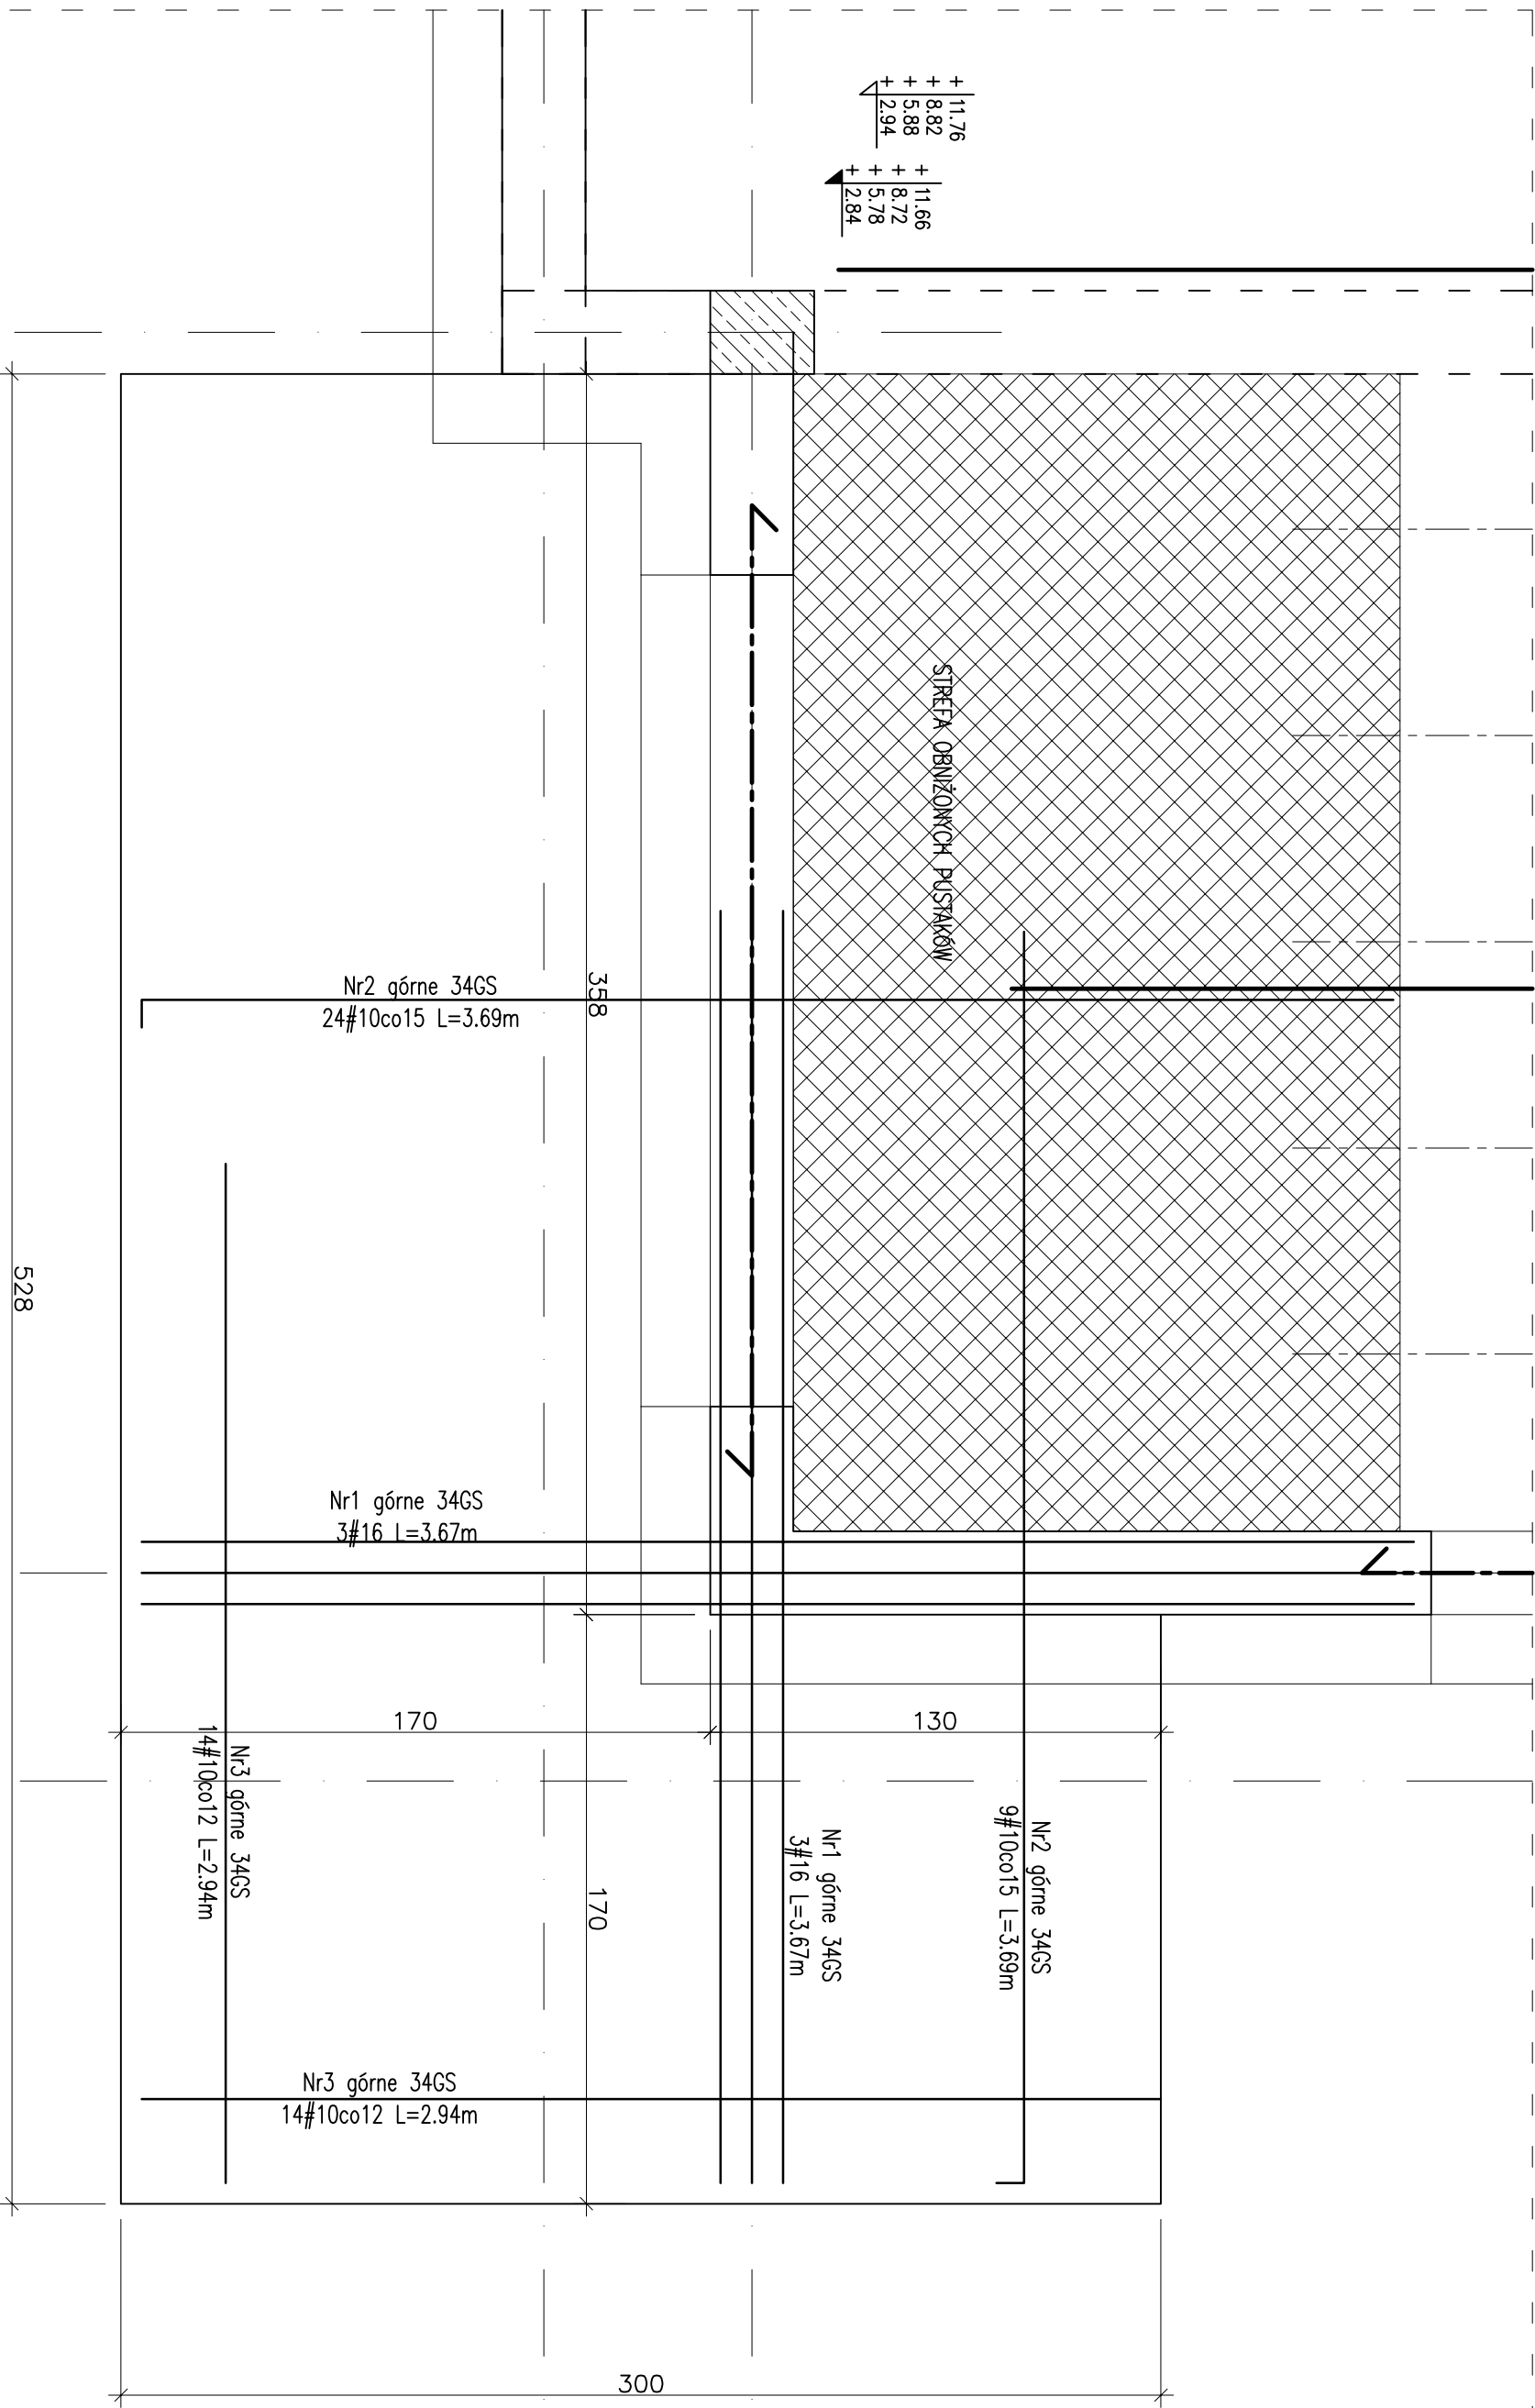 + 11.76
+ 8.82
+ 5.88
+ 2.94
+ 11.66
+ 8.72
+ 5.78
+ 2.84
STREFA OBNIŻONYCH PUSTAKÓW
Nr2 górne 34GS
24#10co15 L=3.69m
358
528
Nr1 górne 34GS
3#16 L=3.67m
170
130
Nr3 górne 34GS
14#10co12 L=2.94m
170
Nr1 górne 34GS
3#16 L=3.67m
Nr2 górne 34GS
9#10co15 L=3.69m
Nr3 górne 34GS
14#10co12 L=2.94m
300